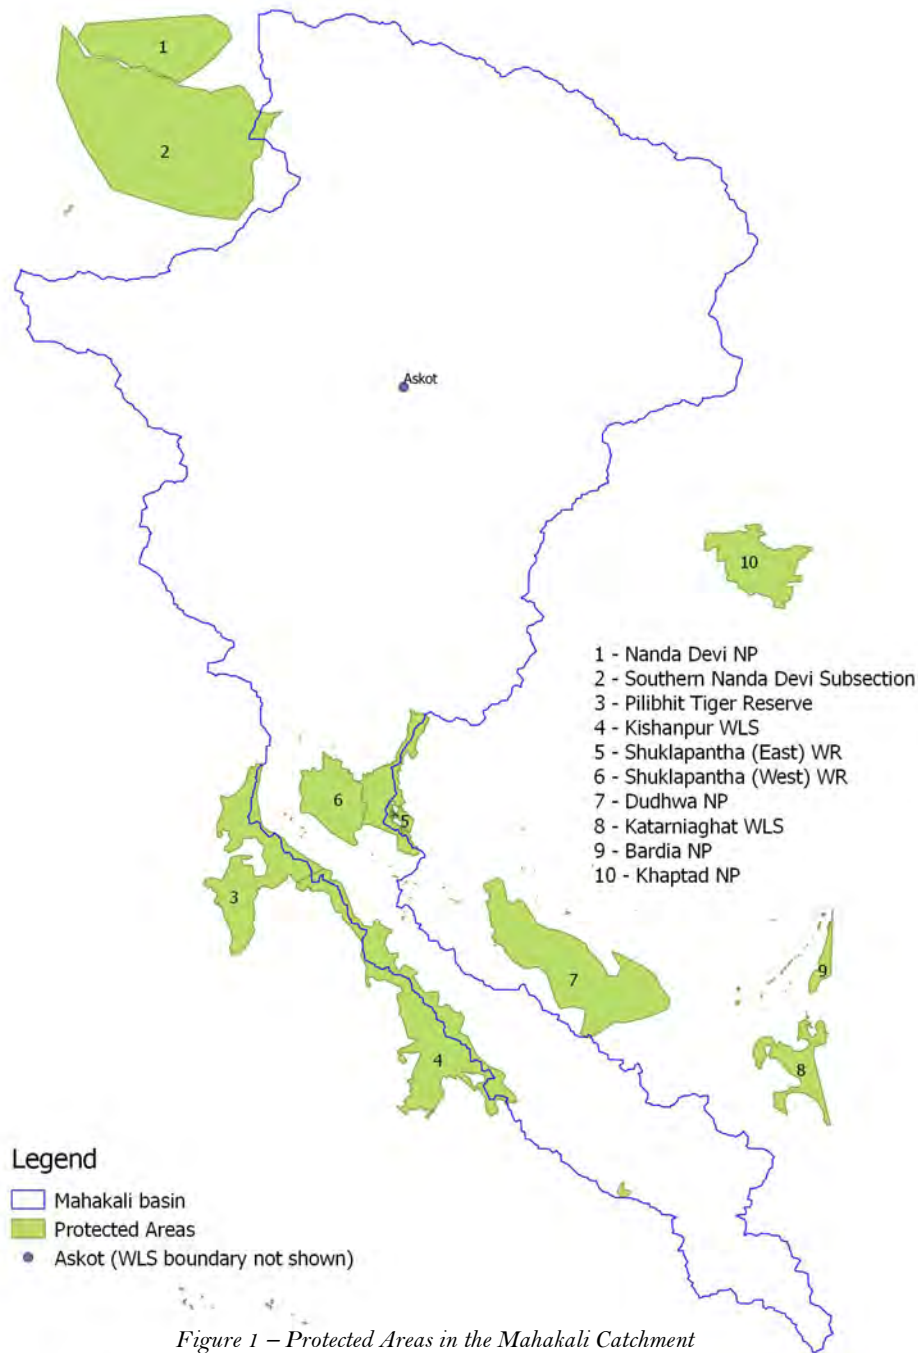 1
2
Askot
10
1 - Nanda Devi NP
2 - Southern Nanda Devi Subsection
3 - Pilibhit Tiger Reserve
4 - Kishanpur WLS
5 - Shuklapantha (East) WR
6 - Shuklapantha (West) WR
7 - Dudhwa NP
8 - Katarniaghat WLS
9 - Bardia NP
10 - Khaptad NP
6
5
3
7
9
4
8
Legend
Mahakali basin
Protected Areas
Askot (WLS boundary not shown)
Figure 1 – Protected Areas in the Mahakali Catchment